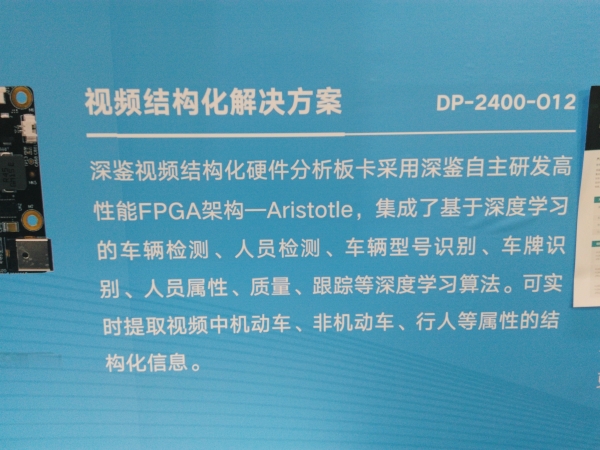 视频结构化解决方案 DP-2400-O12
深鉴视频结构化硬件分析板卡采用深鉴自主研发高
性能FPGA架构—Aristotle，集成了基于深度学习
的车辆检测、人员检测、车辆型号识别、车牌识
别、人员属性、质量、跟踪等深度学习算法。可实
时提取视频中机动车、非机动车、行人等属性的结
构化信息。